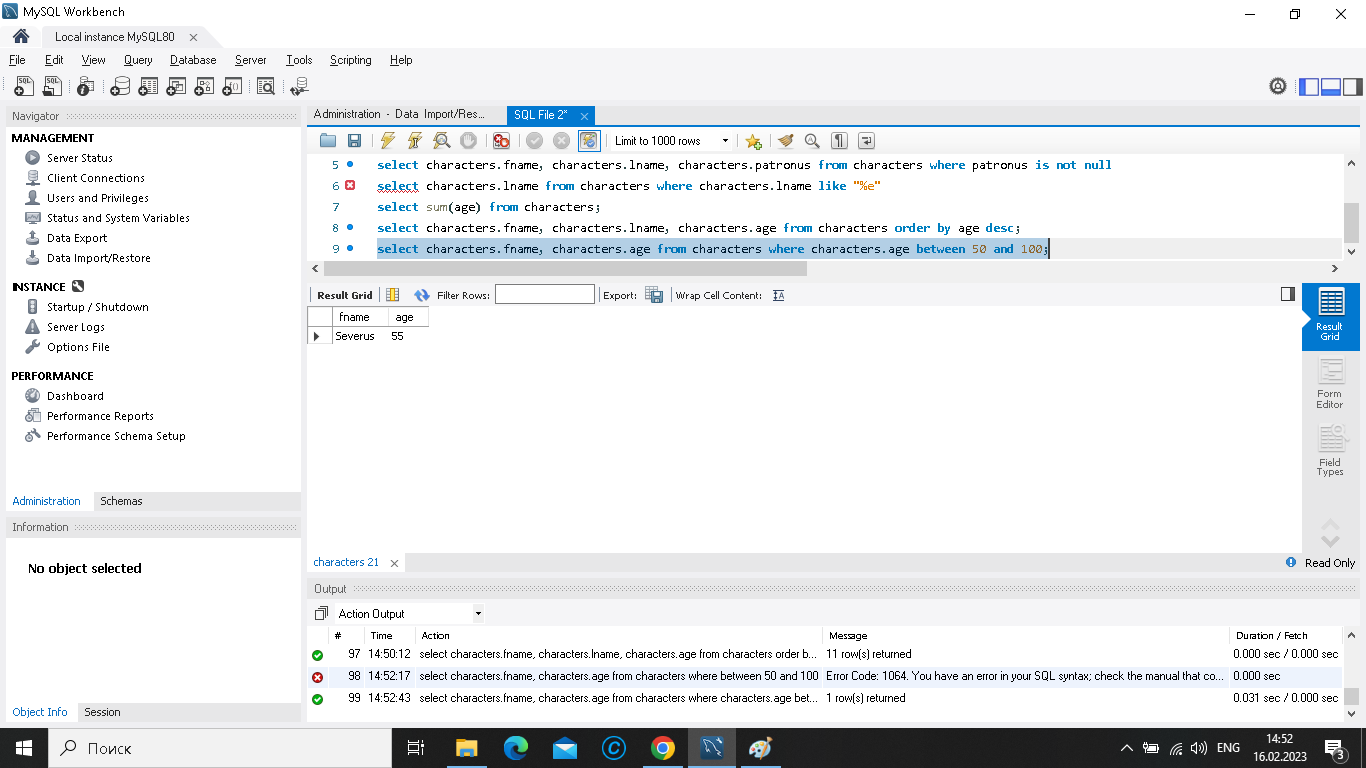 MySQL Workbench
Local instance MySQL80
File Edit View Query Database Server Tools Scripting Help
Navigator
MANAGEMENT
Server Status
Client Connections
Users and Privileges
Status and System Variables
Data Export
Data Import/Restore
INSTANCE
Startup / Shutdown
Server Logs
Options File
PERFORMANCE
Dashboard
Performance Reports
Performance Schema Setup
Administration Schemas
Information
No object selected
Object Info Session
Administration - Data Import/Res... SQL File 2*
Limit to 1000 rows
5 select characters.fname, characters.lname, characters.patronus from characters where patronus is not null
6 select characters.lname from characters where characters.lname like "%e"
7 select sum(age) from characters;
8 select characters.fname, characters.lname, characters.age from characters order by age desc;
9 select characters.fname, characters.age from characters where characters.age between 50 and 100;
Result Grid Filter Rows: Export: Wrap Cell Content:
fname age
Severus 55
Result Grid
Form Editor
Field Types
characters 21 Read Only
Output
Action Output
# Time Action Message Duration / Fetch
97 14:50:12 select characters.fname, characters.lname, characters.age from characters order b... 11 row(s) returned 0.000 sec / 0.000 sec
98 14:52:17 select characters.fname, characters.age from characters where between 50 and 100 Error Code: 1064. You have an error in your SQL syntax; check the manual that co... 0.000 sec
99 14:52:43 select characters.fname, characters.age from characters where characters.age bet... 1 row(s) returned 0.031 sec / 0.000 sec
Поиск
ENG
14:52
16.02.2023
3